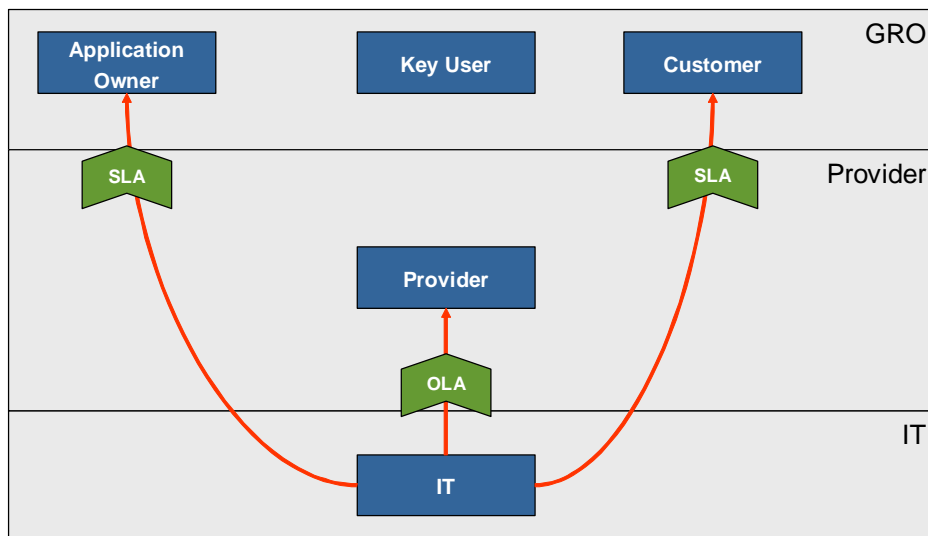 GRO
Application
Owner
Key User
Customer
SLA
SLA
Provider
Provider
OLA
IT
IT